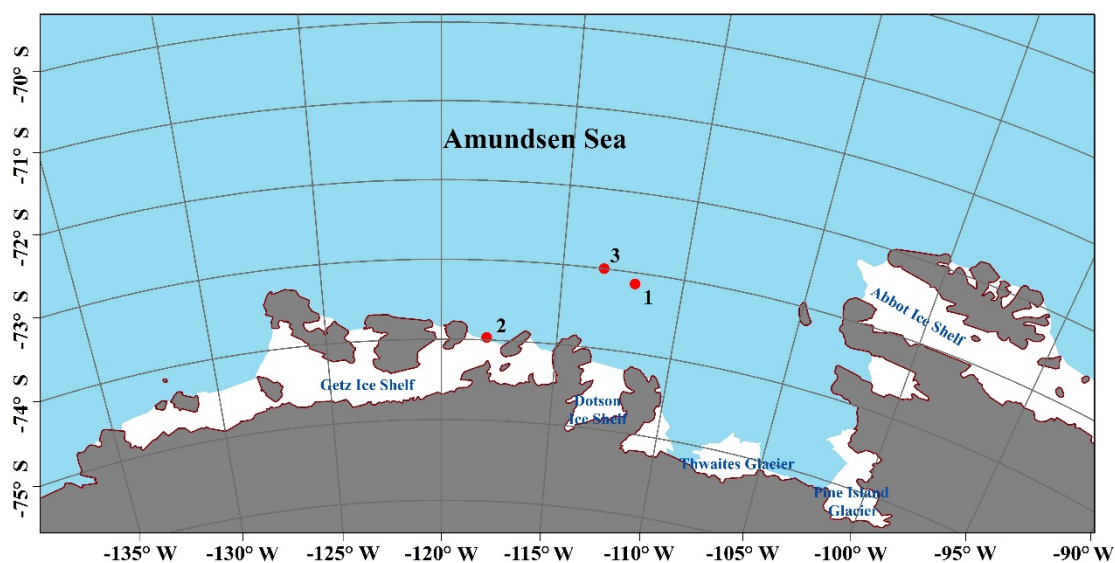 -70° S
-71° S
-72° S
-73° S
-74° S
-75° S
Amundsen Sea
3
1
2
Abbot Ice Shelf
Getz Ice Shelf
Dotson
Ice Shelf
Thwaites Glacier
Pine Island
Glacier
-135° W
-130° W
-125° W
-120° W
-115° W
-110° W
-105° W
-100° W
-95° W
-90° W